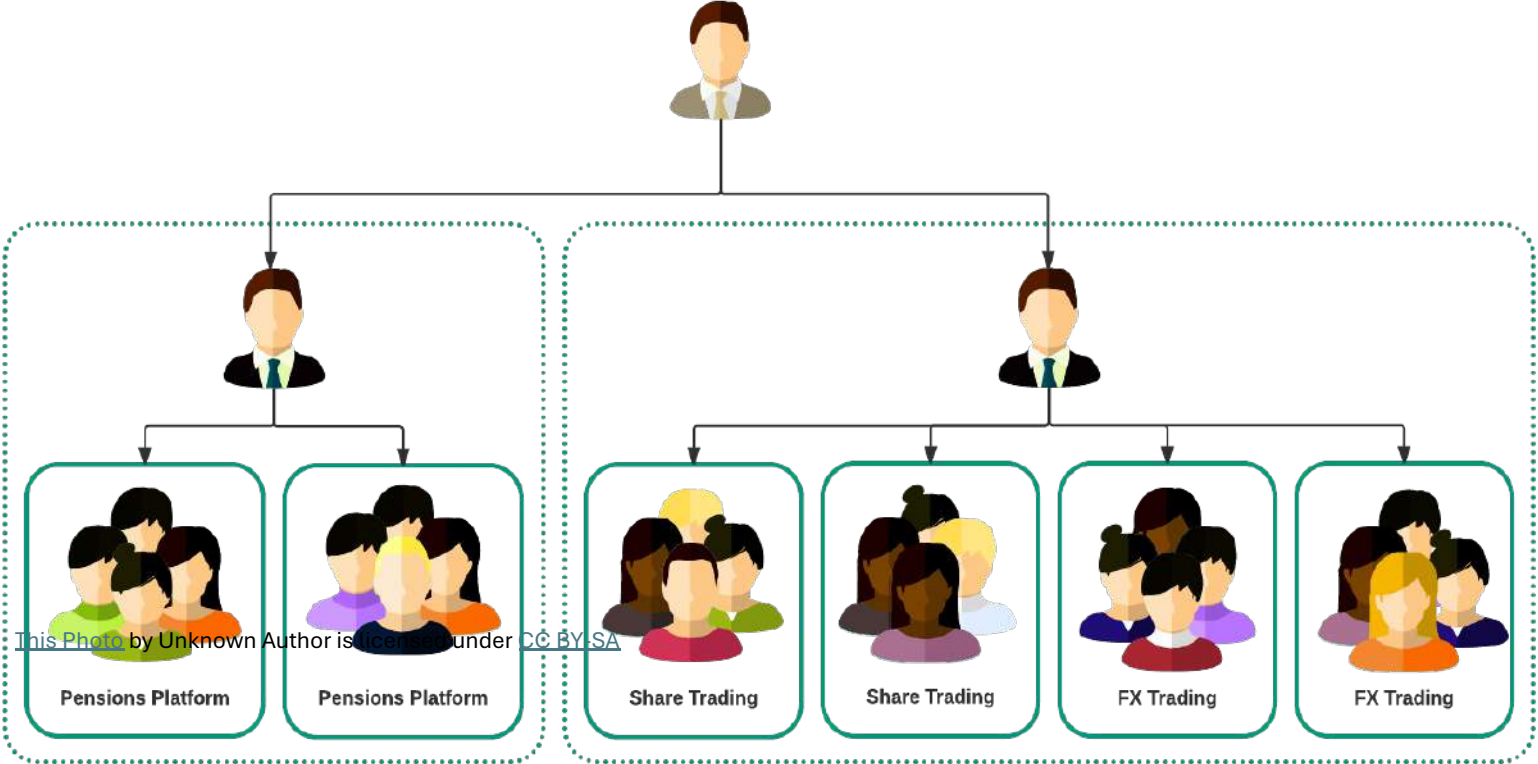 This Photo by Unknown Author is licensed under CC BY-SA
Pensions Platform
Pensions Platform
Share Trading
Share Trading
FX Trading
FX Trading